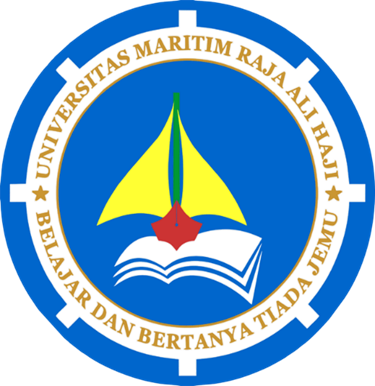 UNIVERSITAS MARITIM RAJA ALI HAJI
BELAJAR DAN BERTANYA TIADA JEMU